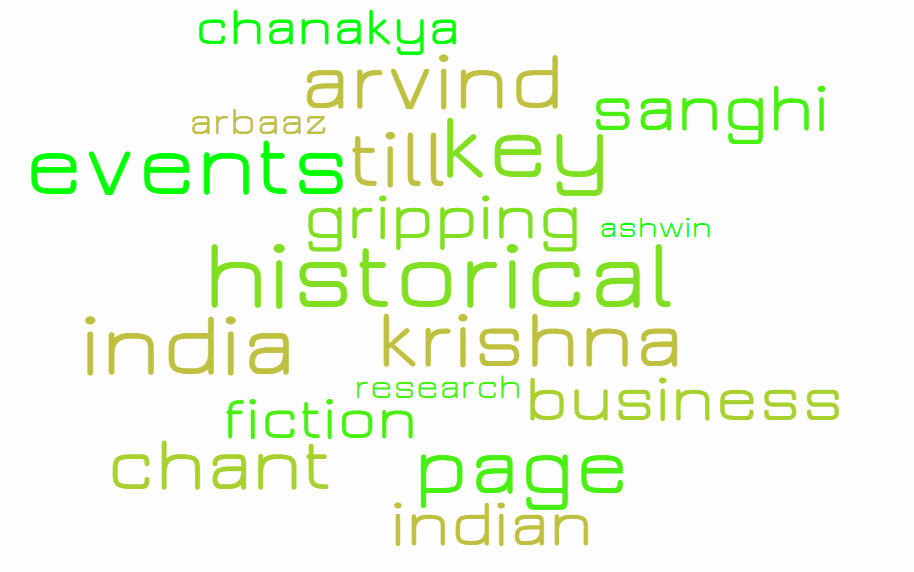 chanakya
arvind
sanghi
arbaaz
events till key
gripping
ashwin
historical
india krishna
research
business
fiction
chant page
indian